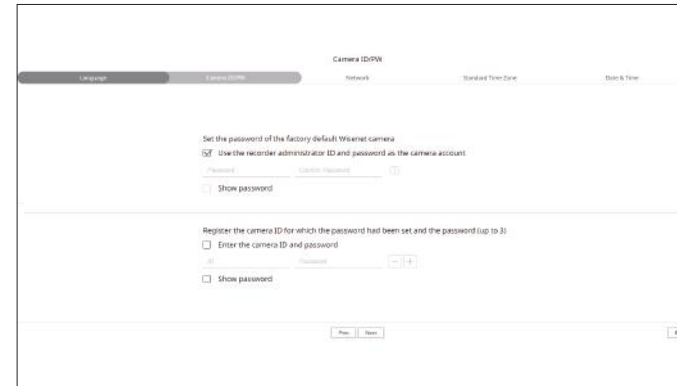 Camera ID/PW
Language Camera ID/PW Network Standard Time Zone Date & Time
Set the password of the factory default Wisenet camera
Use the recorder administrator ID and password as the camera account
Password Confirm Password
Show password
Register the camera ID for which the password had been set and the password (up to 3)
Enter the camera ID and password
ID Password
Show password
Prev Next